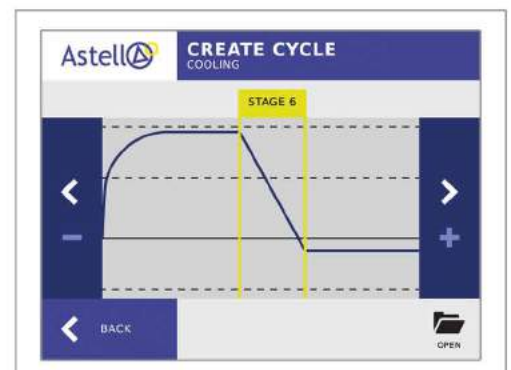 Astell
CREATE CYCLE
COOLING
STAGE 6
BACK
OPEN